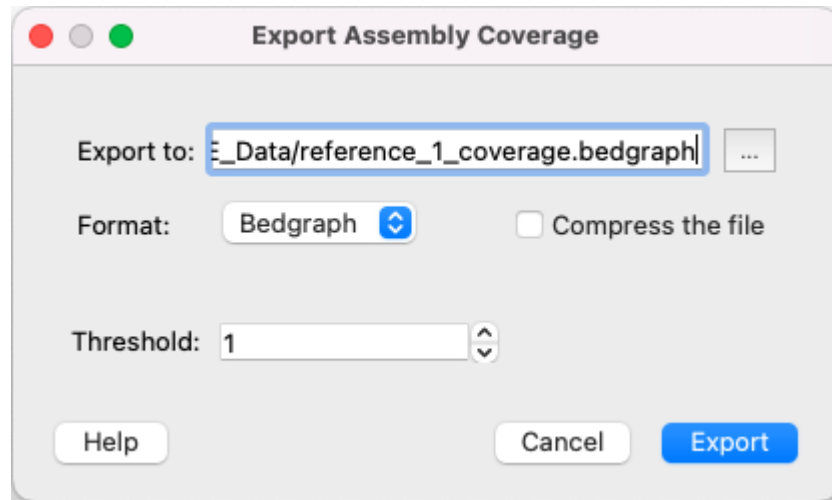 Export Assembly Coverage
Export to: E_Data/reference_1_coverage.bedgraph ...
Format: Bedgraph Compress the file
Threshold: 1
Help Cancel Export